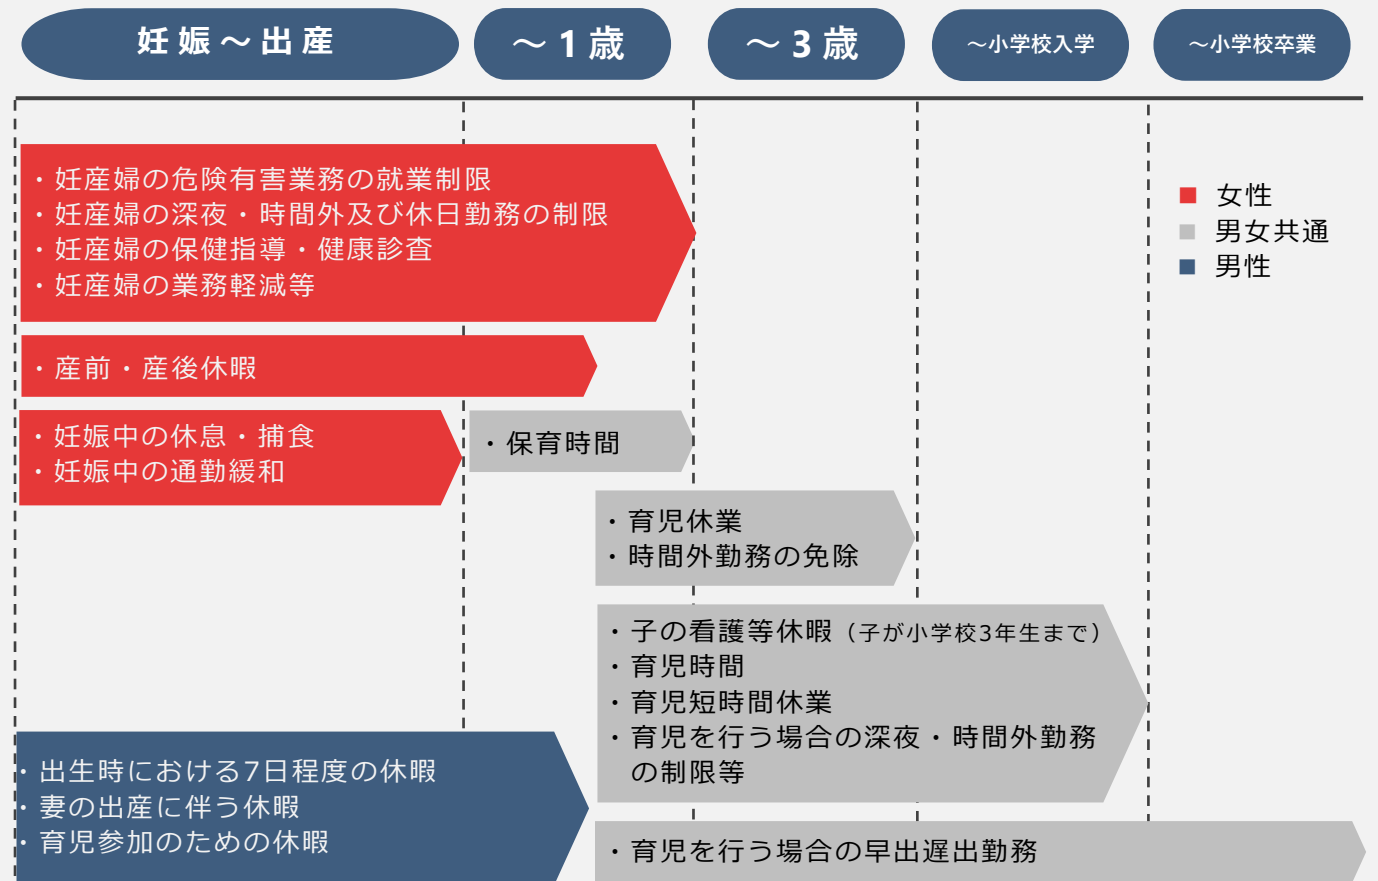 妊娠～出産
～１歳
～３歳
～小学校入学
～小学校卒業
・妊産婦の危険有害業務の就業制限
・妊産婦の深夜・時間外及び休日勤務の制限
・妊産婦の保健指導・健康診査
・妊産婦の業務軽減等
女性
男女共通
男性
・産前・産後休暇
・妊娠中の休息・捕食
・妊娠中の通勤緩和
・保育時間
・育児休業
・時間外勤務の免除
・子の看護等休暇（子が小学校3年生まで）
・育児時間
・育児短時間休業
・育児を行う場合の深夜・時間外勤務
の制限等
・出生時における7日程度の休暇
・妻の出産に伴う休暇
・育児参加のための休暇
・育児を行う場合の早出遅出勤務